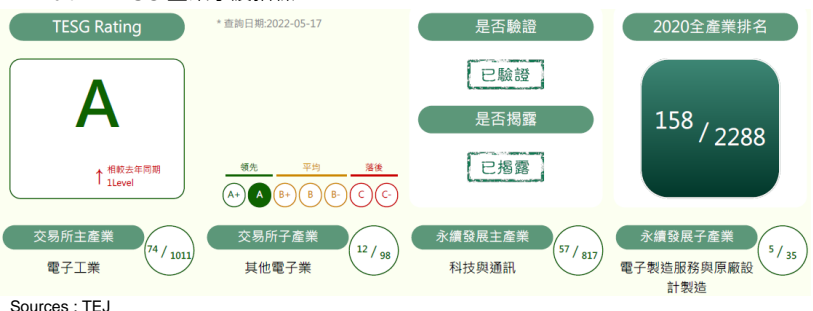 TESG Rating
A
↑ 相較去年同期
1Level
* 查詢日期:2022-05-17
領先 平均 落後
A+ A B+ B B- C C-
是否驗證
已驗證
是否揭露
已揭露
2020全產業排名
158 / 2288
交易所主產業
74 / 1011
電子工業
交易所子產業
12 / 98
其他電子業
永續發展主產業
57 / 817
科技與通訊
永續發展子產業
5 / 35
電子製造服務與原廠設
計製造
Sources : TEJ